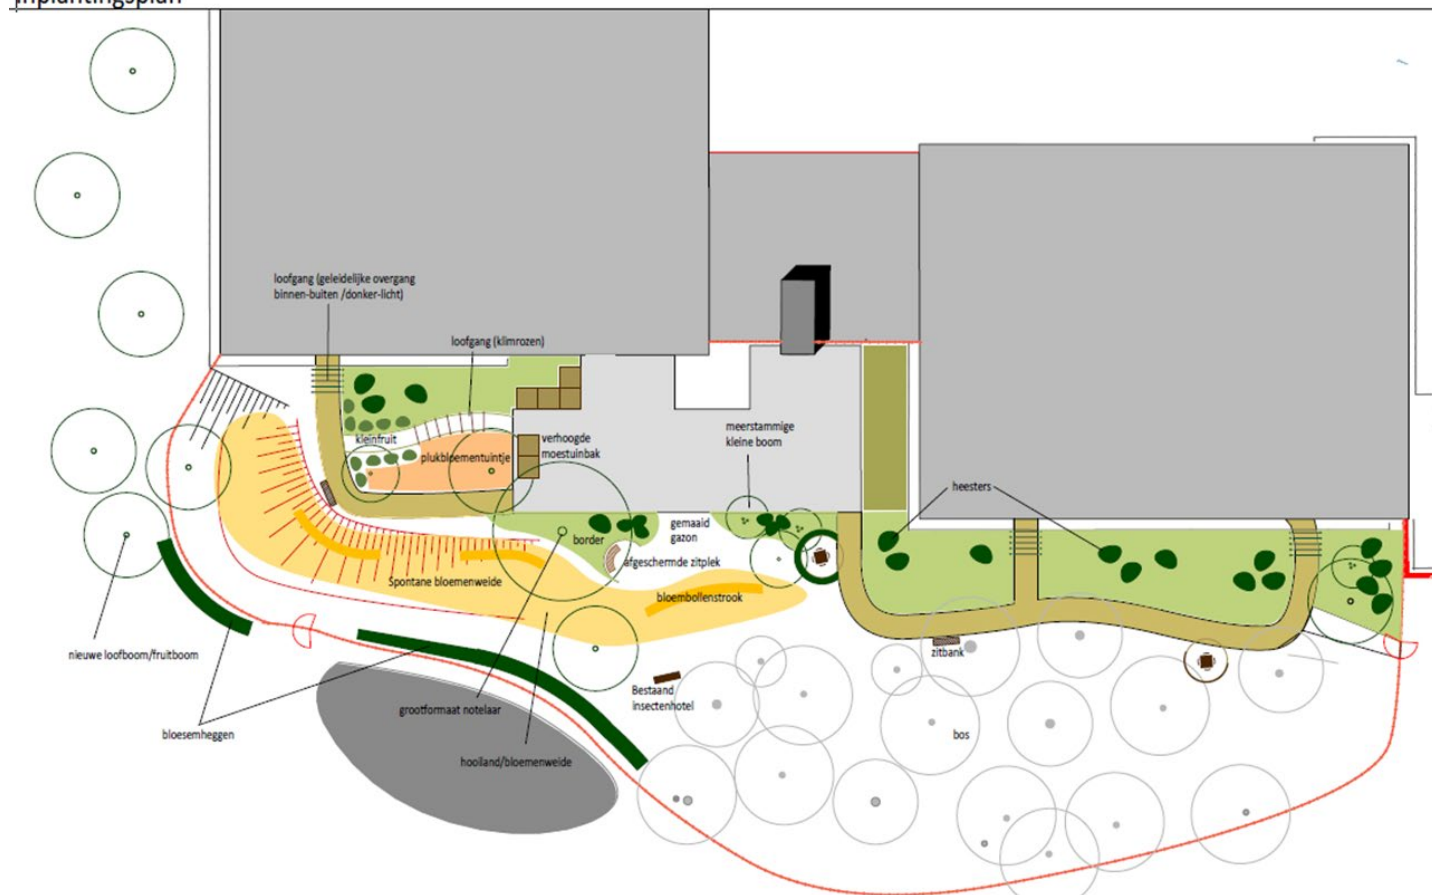 Inplantingsplan
loofgang (geleidelijke overgang
binnen-buiten /donker-licht)
loofgang (klimrozen)
kleinfruit
plukbloementuintje
verhoogde
moestuinbak
meerstammige
kleine boom
heesters
border
gemaaid
gazon
afgeschermde zitplek
Spontane bloemenweide
bloembollenstrook
nieuwe loofboom/fruitboom
zitbank
Bestaand
insectenhotel
grootformaat notelaar
bloesemheggen
bos
hooiland/bloemenweide